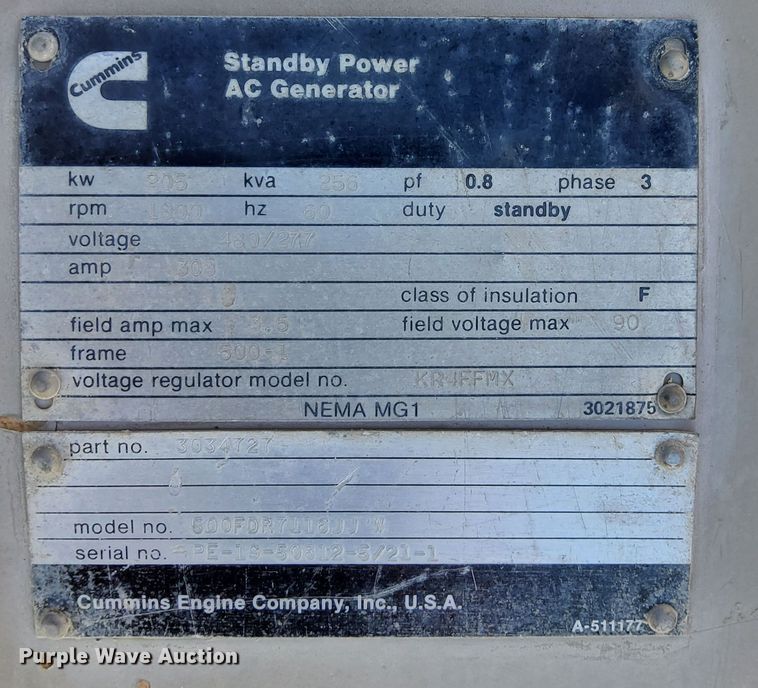 Cummins
Standby Power
AC Generator
kw kva 256 pf 0.8 phase 3
rpm 1800 hz 60 duty standby
voltage 480/277
amp 308
class of insulation F
field amp max field voltage max 90
frame 500-1
voltage regulator model no. KR4FFMX
NEMA MG1 3021875
part no. 3034727
model no.
serial no.
Cummins Engine Company, Inc., U.S.A.
A-511177
Purple Wave Auction